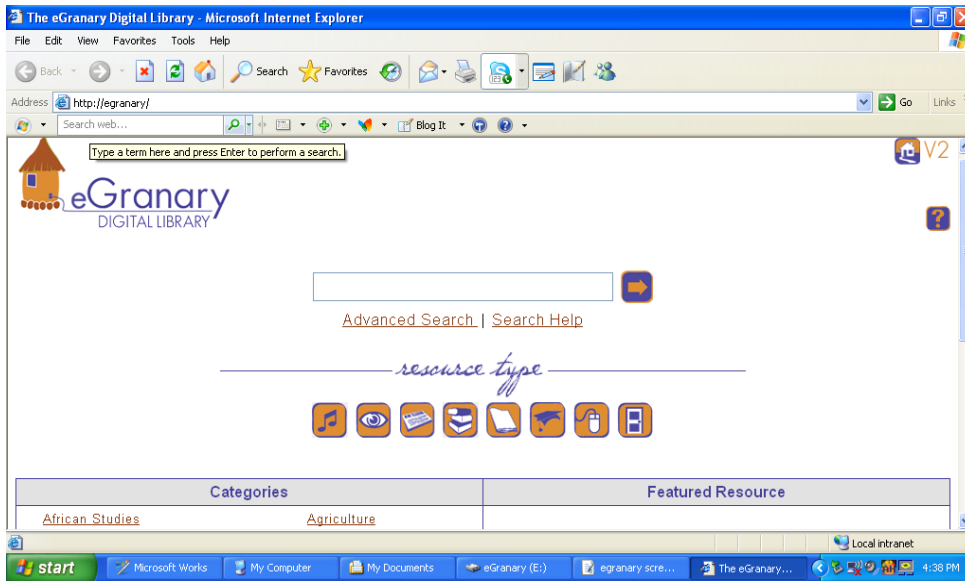 The eGranary Digital Library - Microsoft Internet Explorer
File Edit View Favorites Tools Help
Back Search Favorites
Address http://egranary/ Go Links
Search web... Blog It
Type a term here and press Enter to perform a search.
V2
eGranary
DIGITAL LIBRARY
?
Advanced Search | Search Help
resource type
Categories Featured Resource
African Studies Agriculture
Local intranet
start Microsoft Works My Computer My Documents eGranary (E:) egranary scre... The eGranary... 4:38 PM